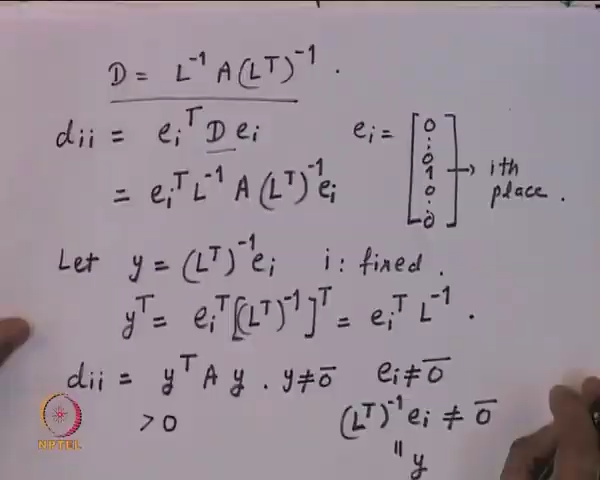 D = L⁻¹ A(Lᵀ)⁻¹ .
dii = eᵢᵀ D eᵢ
= eᵢᵀ L⁻¹ A (Lᵀ)⁻¹ eᵢ
eᵢ = [0 : 0 1 0 : 0] → ith place .
Let y = (Lᵀ)⁻¹ eᵢ i : fixed .
yᵀ = eᵢᵀ [(Lᵀ)⁻¹]ᵀ = eᵢᵀ L⁻¹ .
dii = yᵀ A y . y ≠ 0̅ eᵢ ≠ 0̅
> 0 (Lᵀ)⁻¹ eᵢ ≠ 0̅
" y
NPTEL